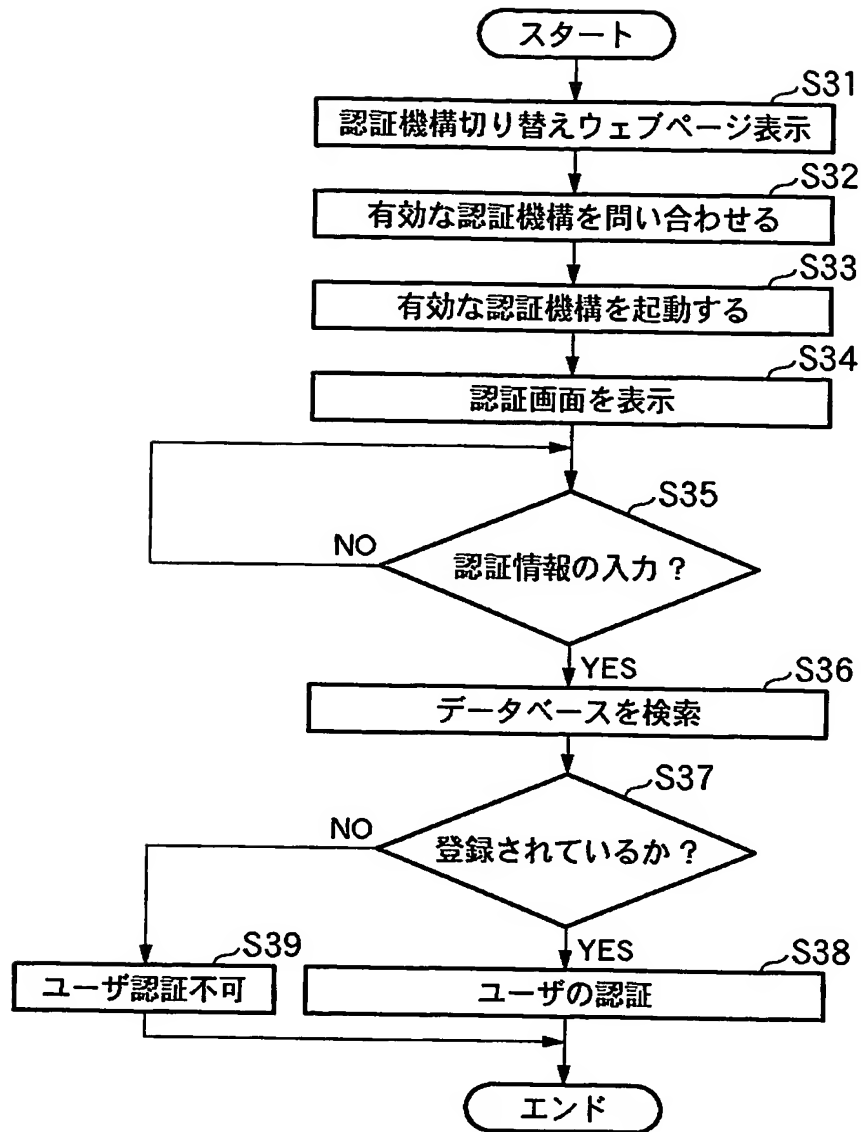 スタート
S31
認証機構切り替えウェブページ表示
S32
有効な認証機構を問い合わせる
S33
有効な認証機構を起動する
S34
認証画面を表示
S35
NO
認証情報の入力?
YES
S36
データベースを検索
S37
NO
登録されているか?
YES
S39
ユーザ認証不可
S38
ユーザの認証
エンド